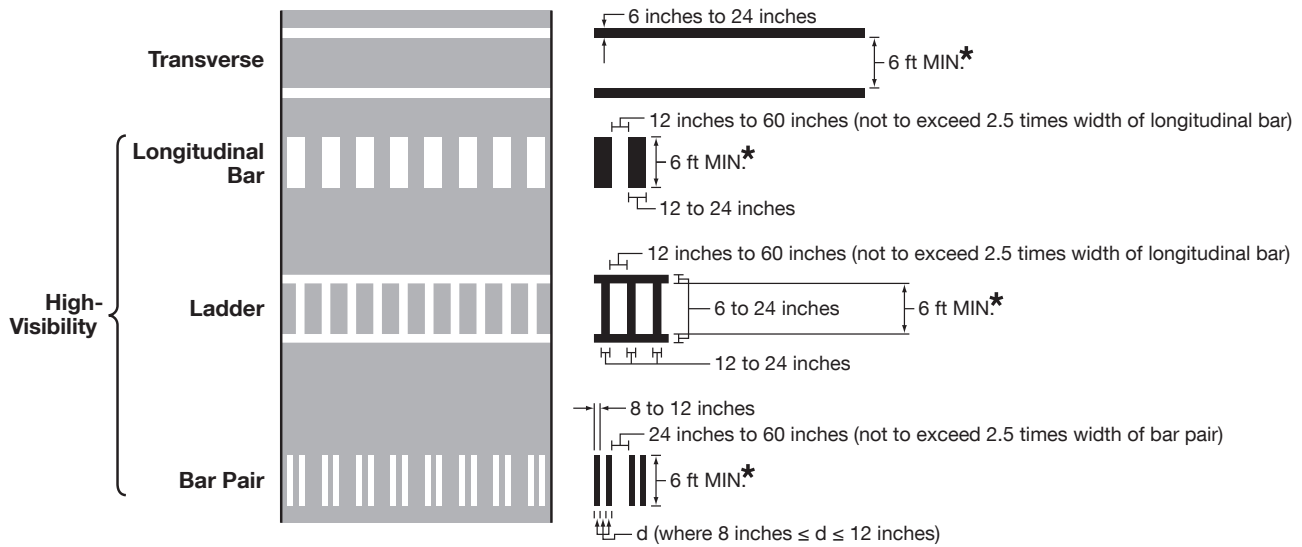 6 inches to 24 inches
Transverse
6 ft MIN.*
12 inches to 60 inches (not to exceed 2.5 times width of longitudinal bar)
Longitudinal
Bar
6 ft MIN.*
12 to 24 inches
12 inches to 60 inches (not to exceed 2.5 times width of longitudinal bar)
High-
Visibility
Ladder
6 to 24 inches
6 ft MIN.*
12 to 24 inches
8 to 12 inches
24 inches to 60 inches (not to exceed 2.5 times width of bar pair)
Bar Pair
6 ft MIN.*
d (where 8 inches ≤ d ≤ 12 inches)